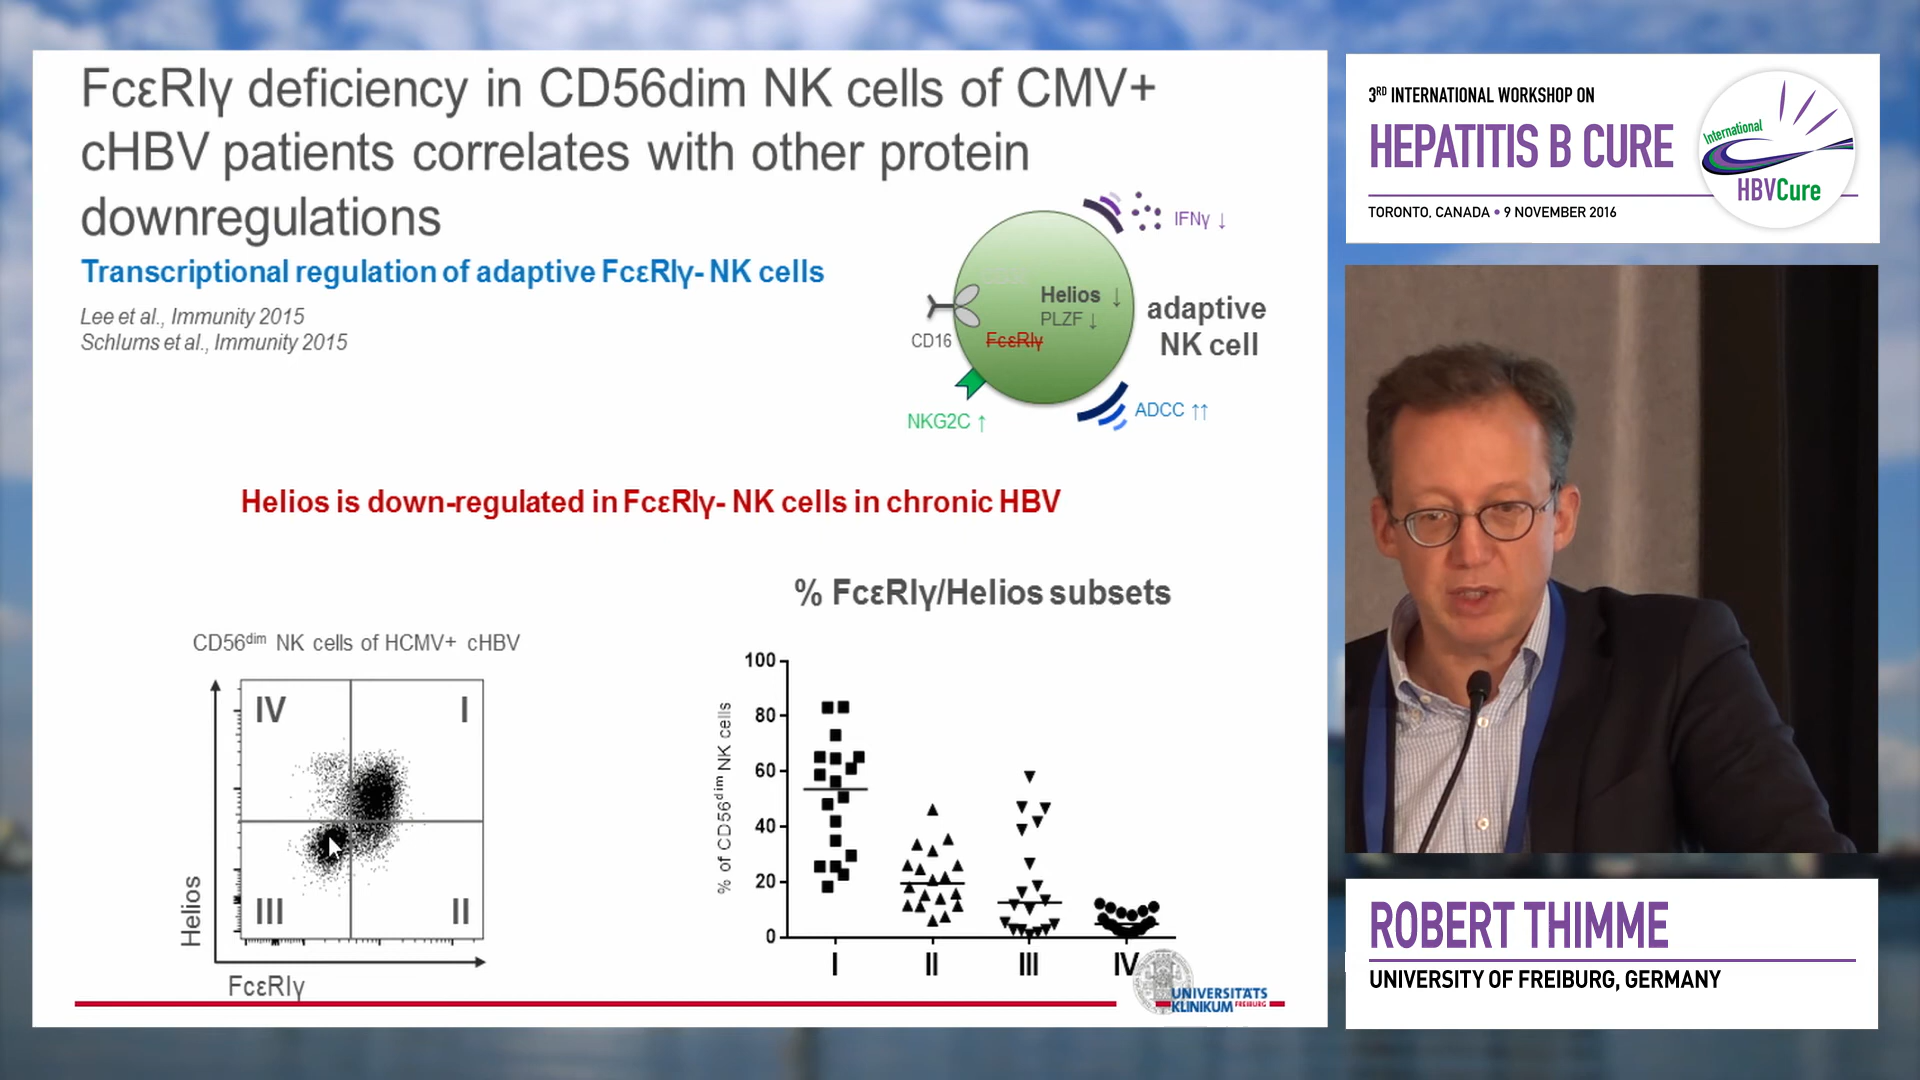 FcεRIγ deficiency in CD56dim NK cells of CMV+
cHBV patients correlates with other protein
downregulations
Transcriptional regulation of adaptive FcεRIγ- NK cells
Lee et al., Immunity 2015
Schlums et al., Immunity 2015
IFNγ ↓
Helios ↓
PLZF ↓
FcεRIγ
CD16
adaptive
NK cell
NKG2C ↑
ADCC ↑↑
Helios is down-regulated in FcεRIγ- NK cells in chronic HBV
CD56dim NK cells of HCMV+ cHBV
IV
I
III
II
Helios
FcεRIγ
% FcεRIγ/Helios subsets
% of CD56dim NK cells
100
80
60
40
20
0
I
II
III
IV
UNIVERSITÄTS
KLINIKUM FREIBURG
3RD INTERNATIONAL WORKSHOP ON
HEPATITIS B CURE
TORONTO, CANADA • 9 NOVEMBER 2016
International
HBVCure
ROBERT THIMME
UNIVERSITY OF FREIBURG, GERMANY